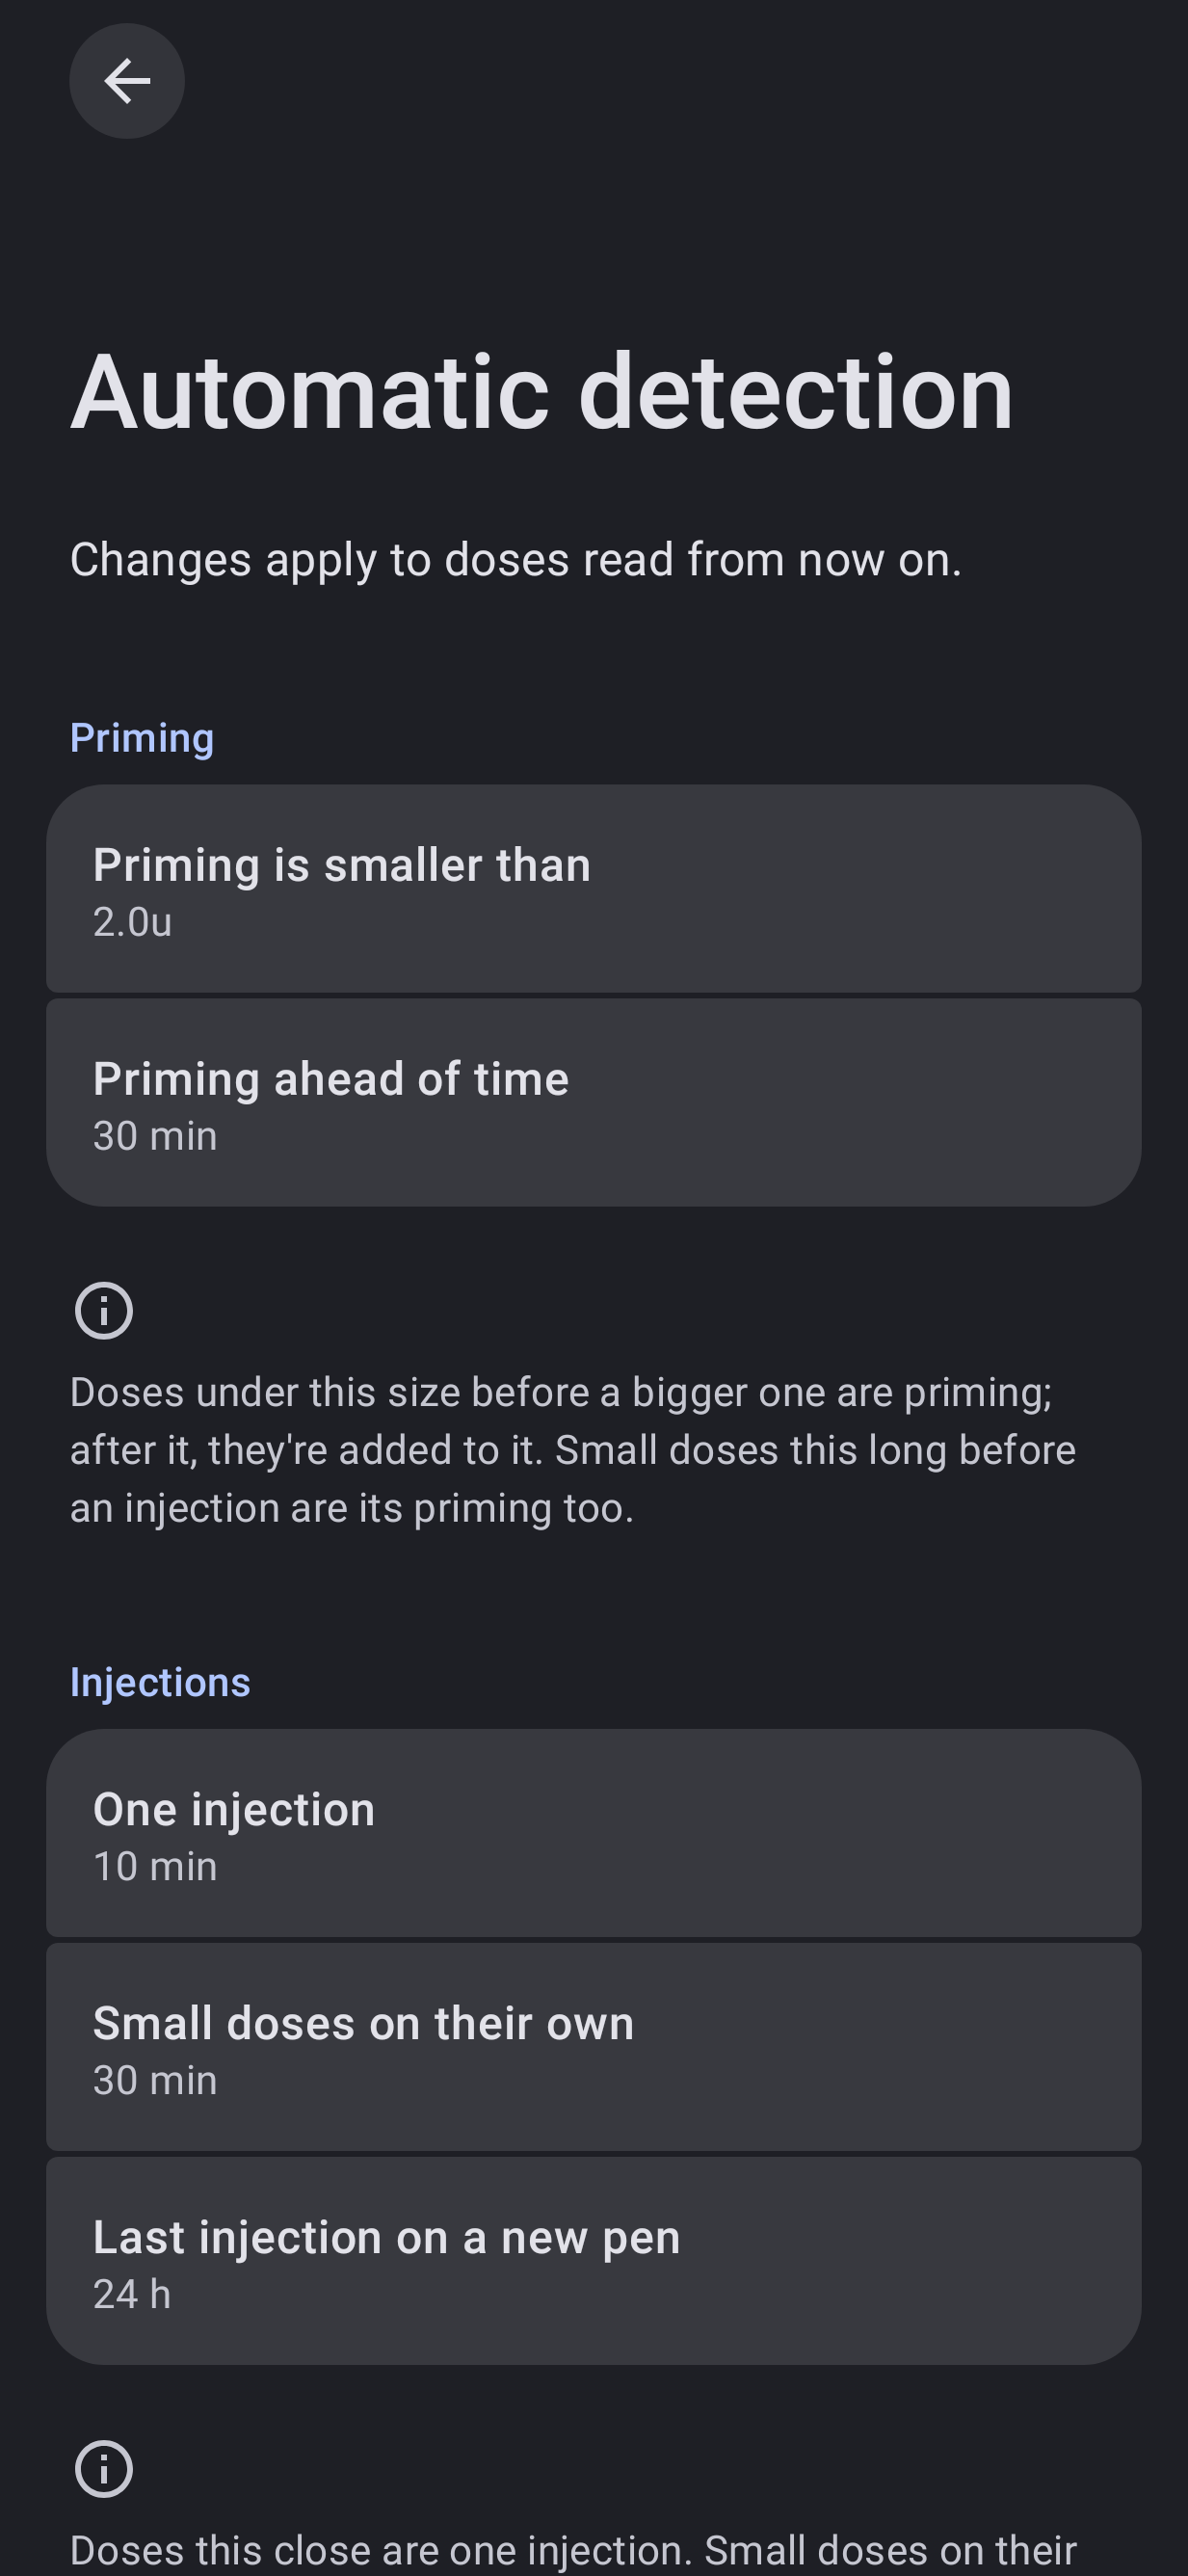 Automatic detection
Changes apply to doses read from now on.
Priming
Priming is smaller than
2.0u
Priming ahead of time
30 min
Doses under this size before a bigger one are priming;
after it, they're added to it. Small doses this long before
an injection are its priming too.
Injections
One injection
10 min
Small doses on their own
30 min
Last injection on a new pen
24 h
Doses this close are one injection. Small doses on their